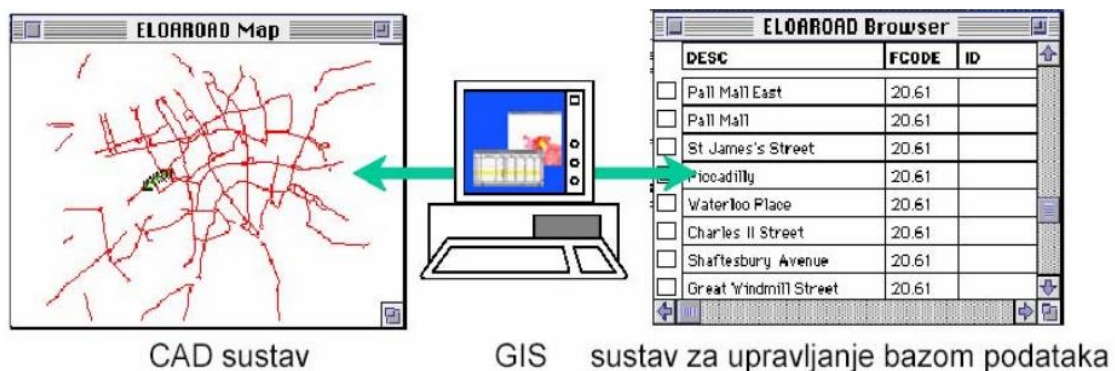 ELOAROAD Map
ELOAROAD Browser
DESC FCODE ID
Pall Mall East 20.61
Pall Mall 20.61
St James's Street 20.61
Piccadilly 20.61
Waterloo Place 20.61
Charles II Street 20.61
Shaftesbury Avenue 20.61
Great Windmill Street 20.61
CAD sustav GIS sustav za upravljanje bazom podataka